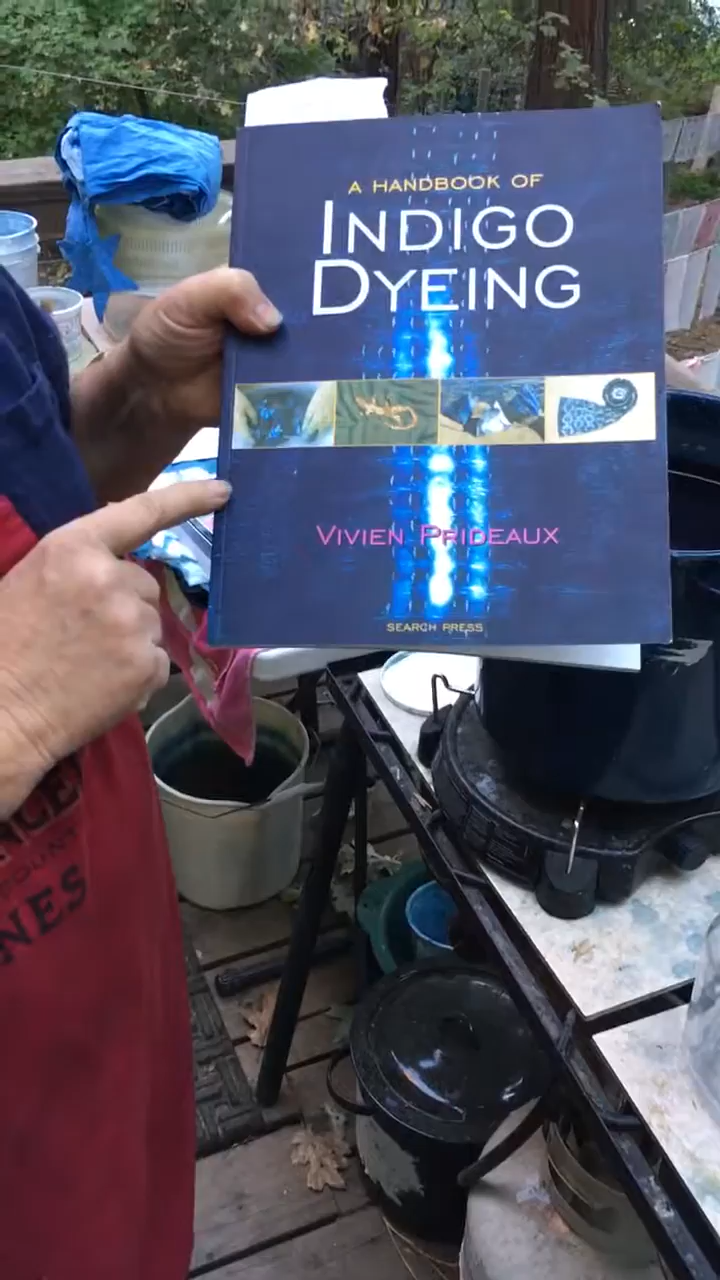 A HANDBOOK OF
INDIGO
DYEING
VIVIEN PRIDEAUX
SEARCH PRESS
NES